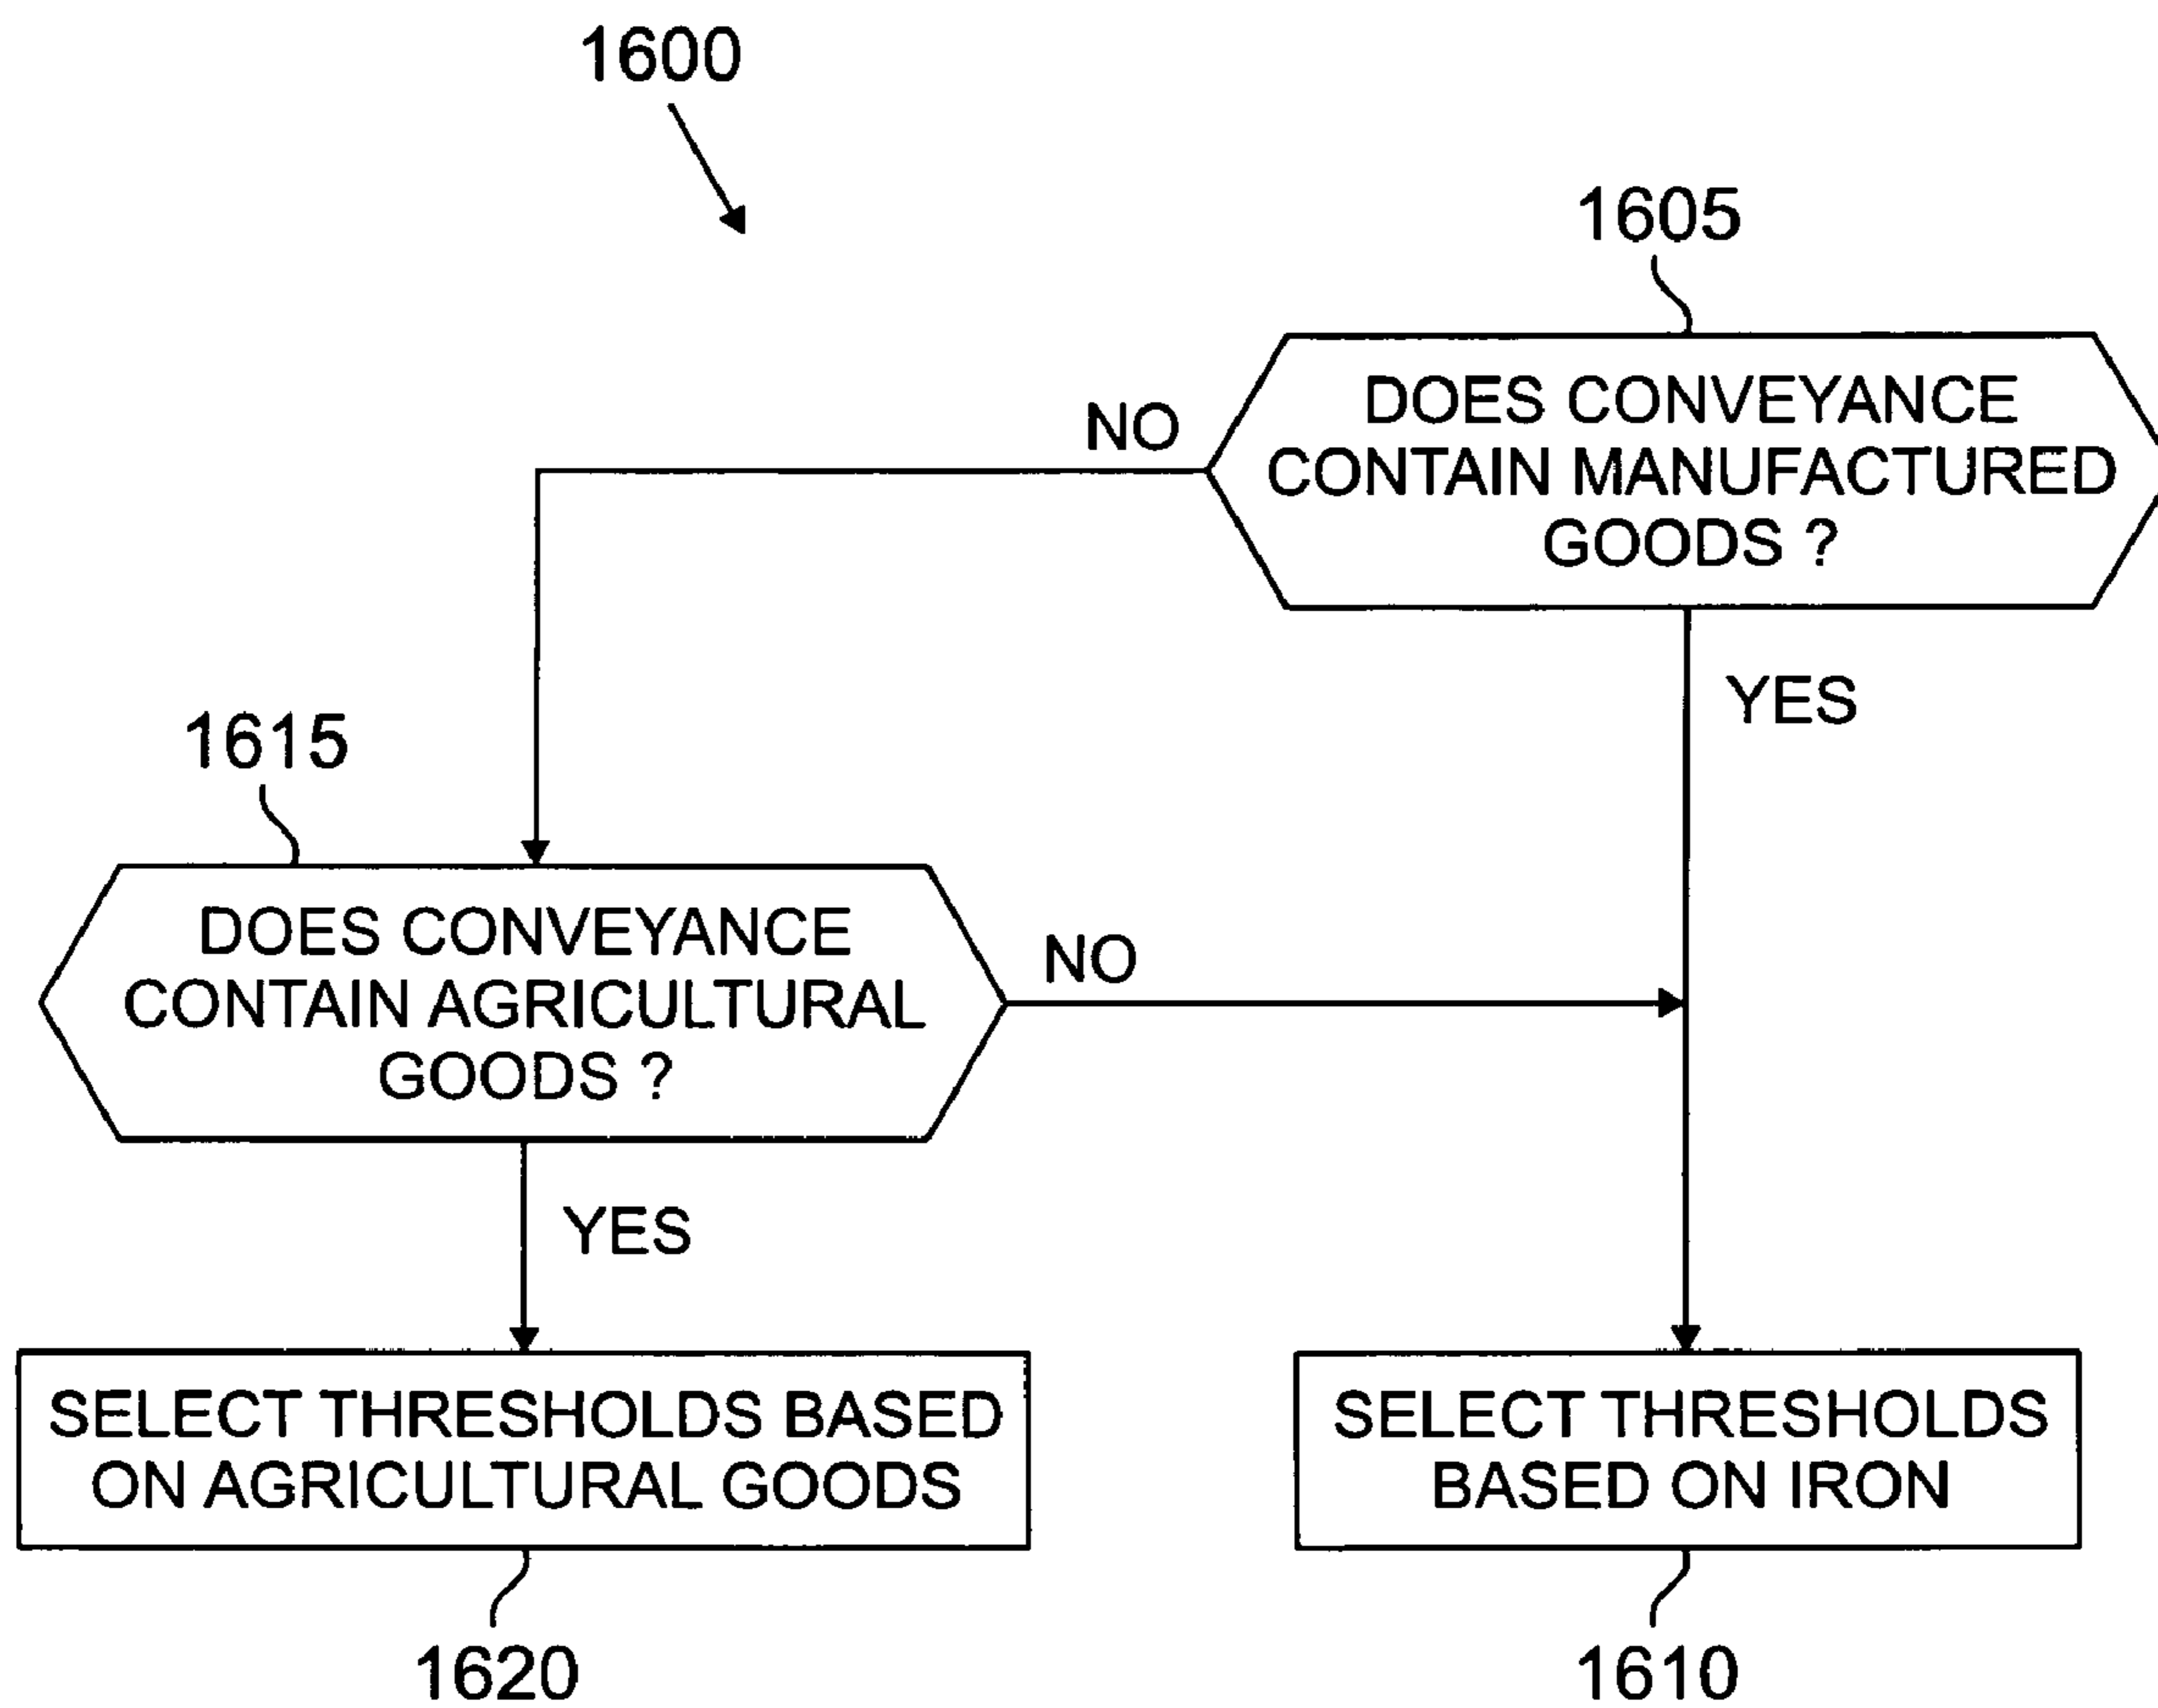 1600
1605
DOES CONVEYANCE
CONTAIN MANUFACTURED
GOODS ?
NO
YES
1615
DOES CONVEYANCE
CONTAIN AGRICULTURAL
GOODS ?
NO
YES
SELECT THRESHOLDS BASED
ON AGRICULTURAL GOODS
SELECT THRESHOLDS
BASED ON IRON
1620
1610